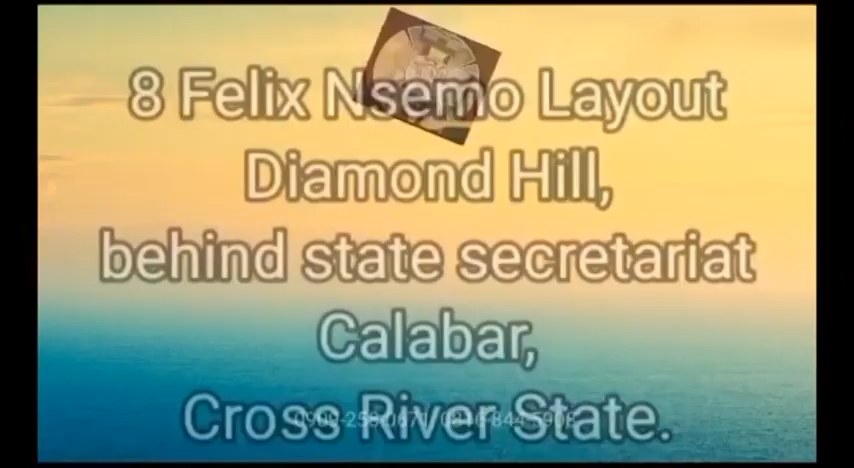 8 Felix Nsemo Layout
Diamond Hill,
behind state secretariat
Calabar,
Cross River State.